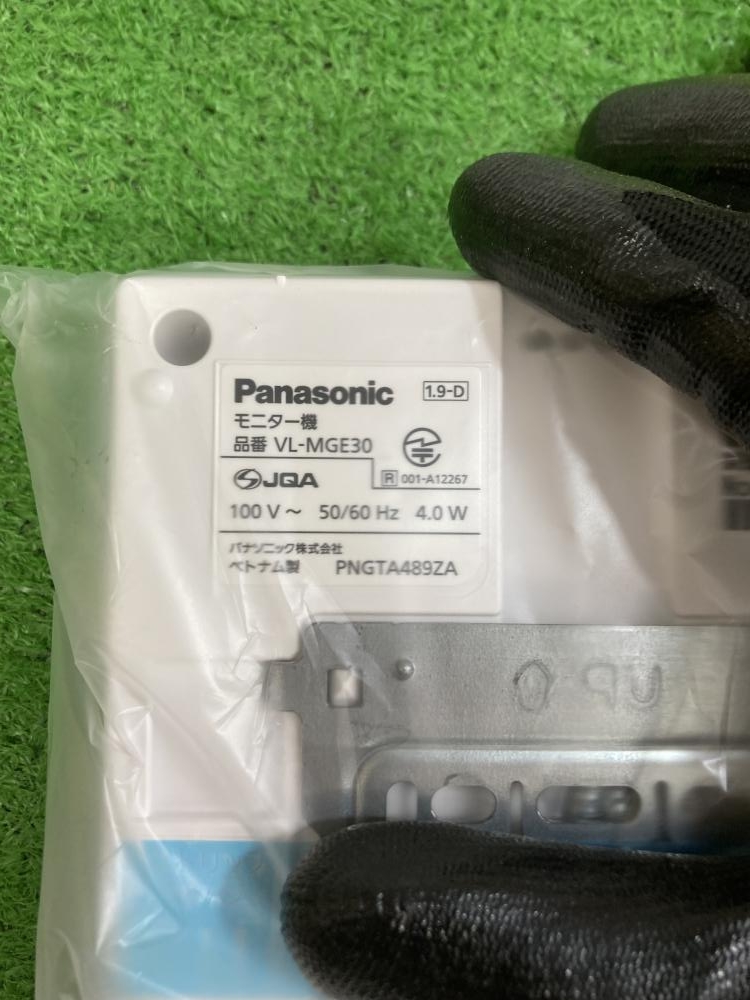 Panasonic 1.9-D
モニター機
品番 VL-MGE30
JQA R 001-A12267
100 V～ 50/60 Hz 4.0 W
パナソニック株式会社
ベトナム製 PNGTA489ZA
UP